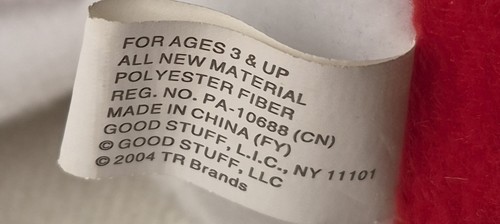 FOR AGES 3 & UP
ALL NEW MATERIAL
POLYESTER FIBER
REG. NO. PA-10688 (CN)
MADE IN CHINA (FY)
GOOD STUFF, L.I.C., NY 11101
© GOOD STUFF, LLC
© 2004 TR Brands